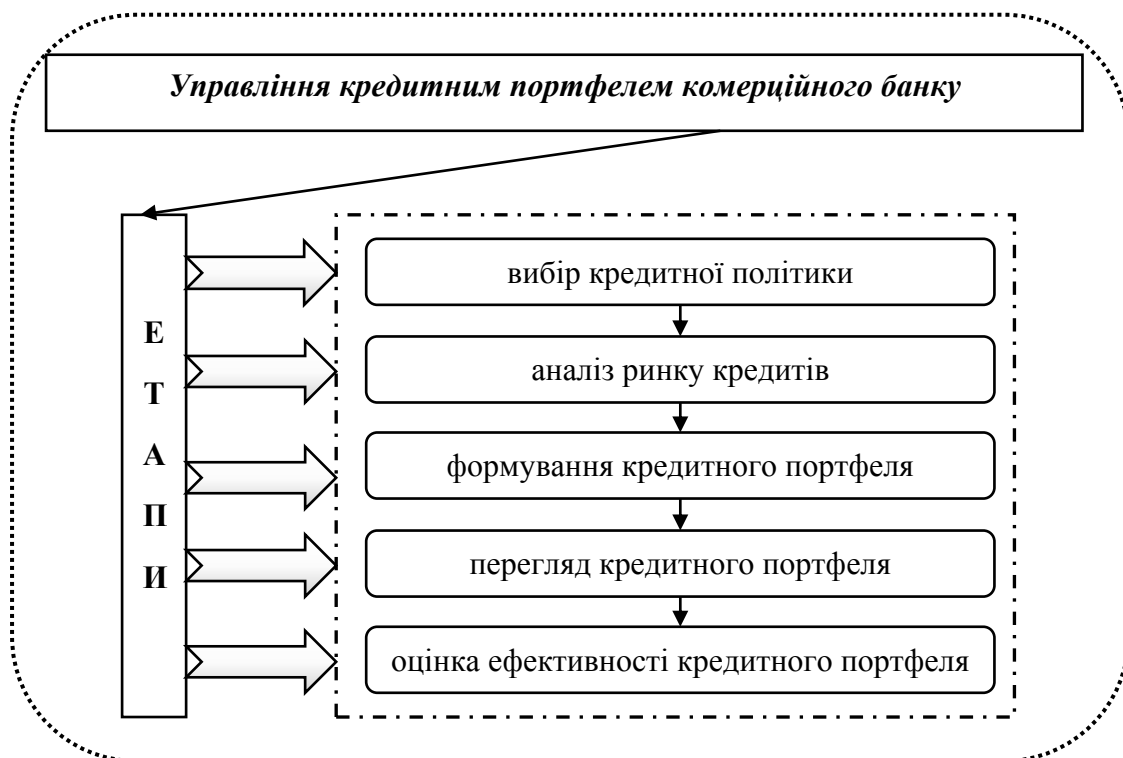 Управління кредитним портфелем комерційного банку
Е
Т
А
П
И
вибір кредитної політики
аналіз ринку кредитів
формування кредитного портфеля
перегляд кредитного портфеля
оцінка ефективності кредитного портфеля